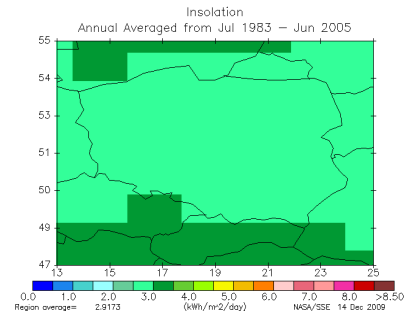 Insolation
Annual Averaged from Jul 1983 – Jun 2005
55
54
53
51
50
49
48
47
13 15 17 19 21 23 25
0.0 1.0 2.0 3.0 4.0 5.0 6.0 7.0 8.0 >8.50
Region average= 2.9173 (kWh/m^2/day) NASA/SSE 14 Dec 2009